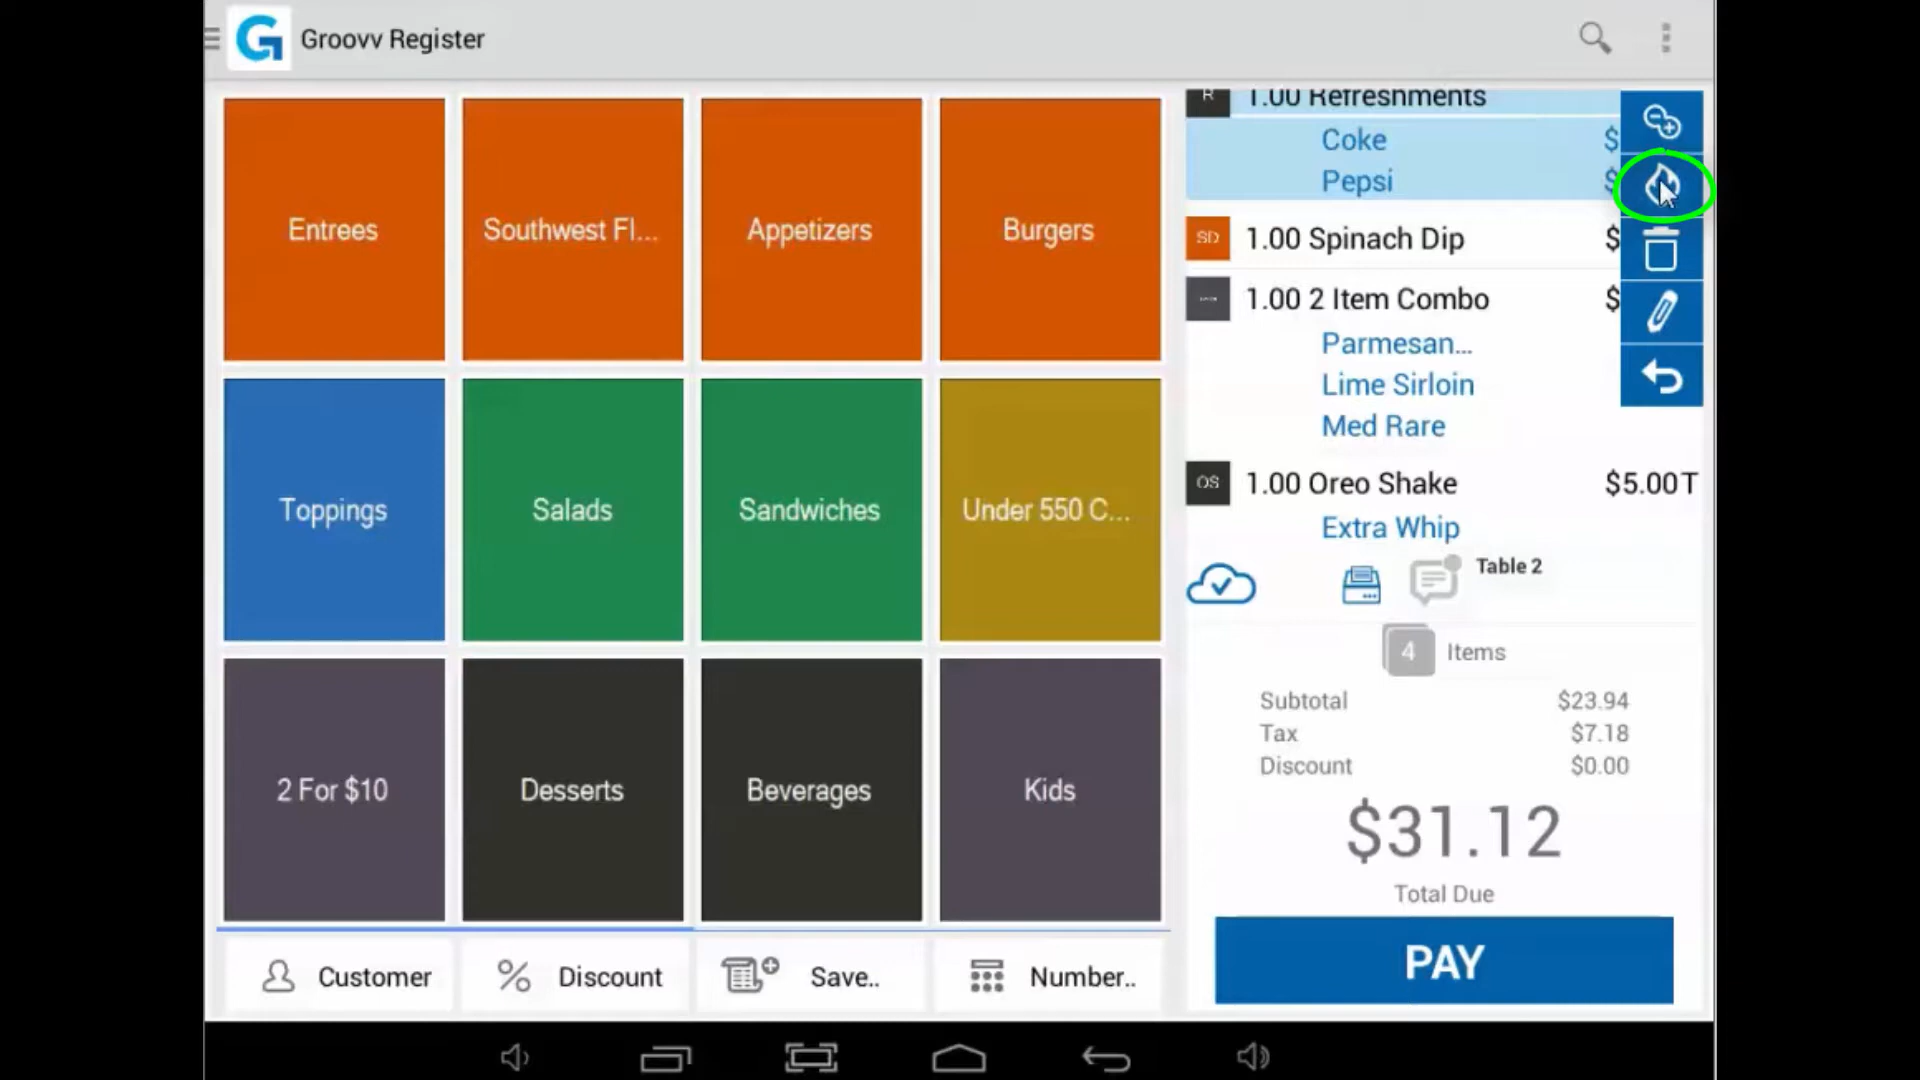 G Groovv Register
Entrees
Southwest Fl...
Appetizers
Burgers
Toppings
Salads
Sandwiches
Under 550 C...
2 For $10
Desserts
Beverages
Kids
Customer
Discount
Save..
Number..
R 1.00 Refreshments
Coke $
Pepsi $
SD 1.00 Spinach Dip $
1.00 2 Item Combo $
Parmesan...
Lime Sirloin
Med Rare
OS 1.00 Oreo Shake $5.00T
Extra Whip
Table 2
4 Items
Subtotal $23.94
Tax $7.18
Discount $0.00
$31.12
Total Due
PAY